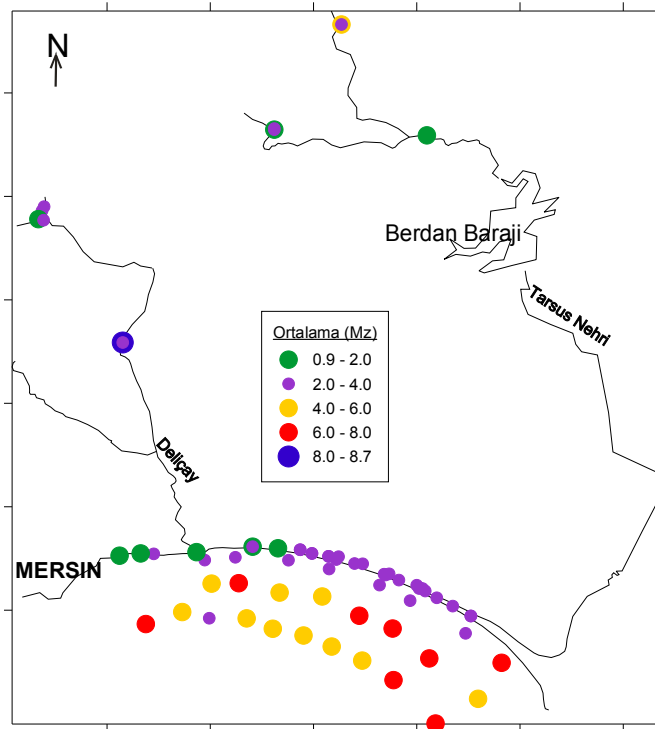 N
Berdan Baraji
Tarsus Nehri
Ortalama (Mz)
0.9 - 2.0
2.0 - 4.0
4.0 - 6.0
6.0 - 8.0
8.0 - 8.7
Deliçay
MERSIN